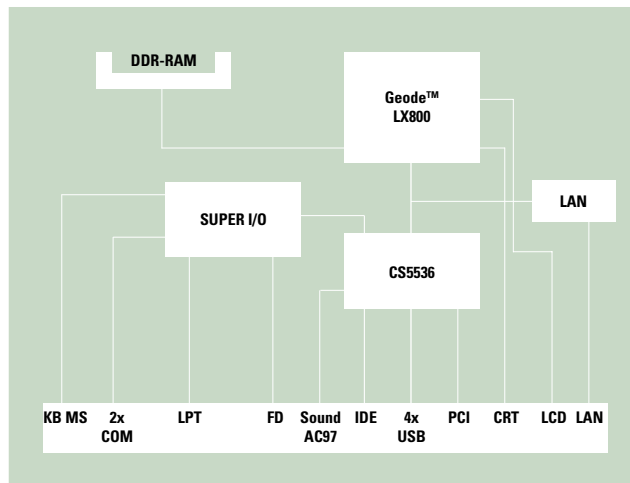 DDR-RAM
Geode™
LX800
LAN
SUPER I/O
CS5536
KB MS 2x LPT FD Sound IDE 4x PCI CRT LCD LAN
COM AC97 USB